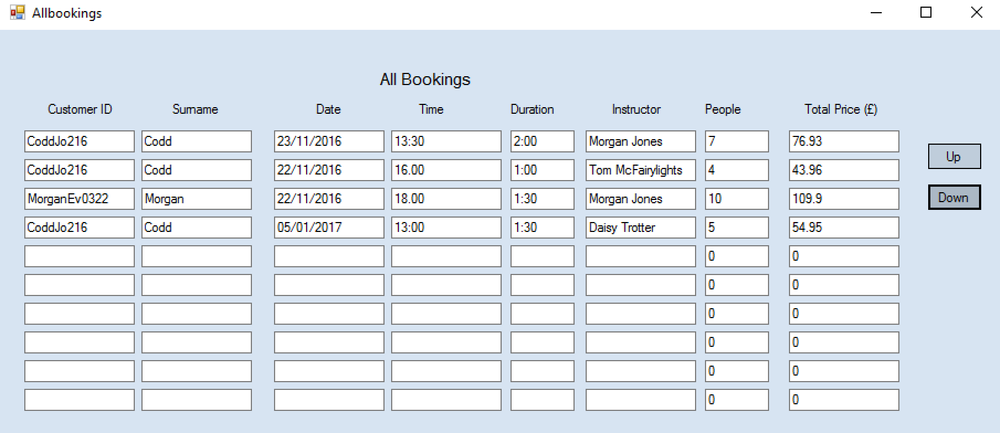 Allbookings
All Bookings
Customer ID Surname Date Time Duration Instructor People Total Price (£)
CoddJo216 Codd 23/11/2016 13:30 2:00 Morgan Jones 7 76.93
CoddJo216 Codd 22/11/2016 16.00 1:00 Tom McFairylights 4 43.96
MorganEv0322 Morgan 22/11/2016 18.00 1:30 Morgan Jones 10 109.9
CoddJo216 Codd 05/01/2017 13:00 1:30 Daisy Trotter 5 54.95
0 0
0 0
0 0
0 0
0 0
0 0
Up
Down